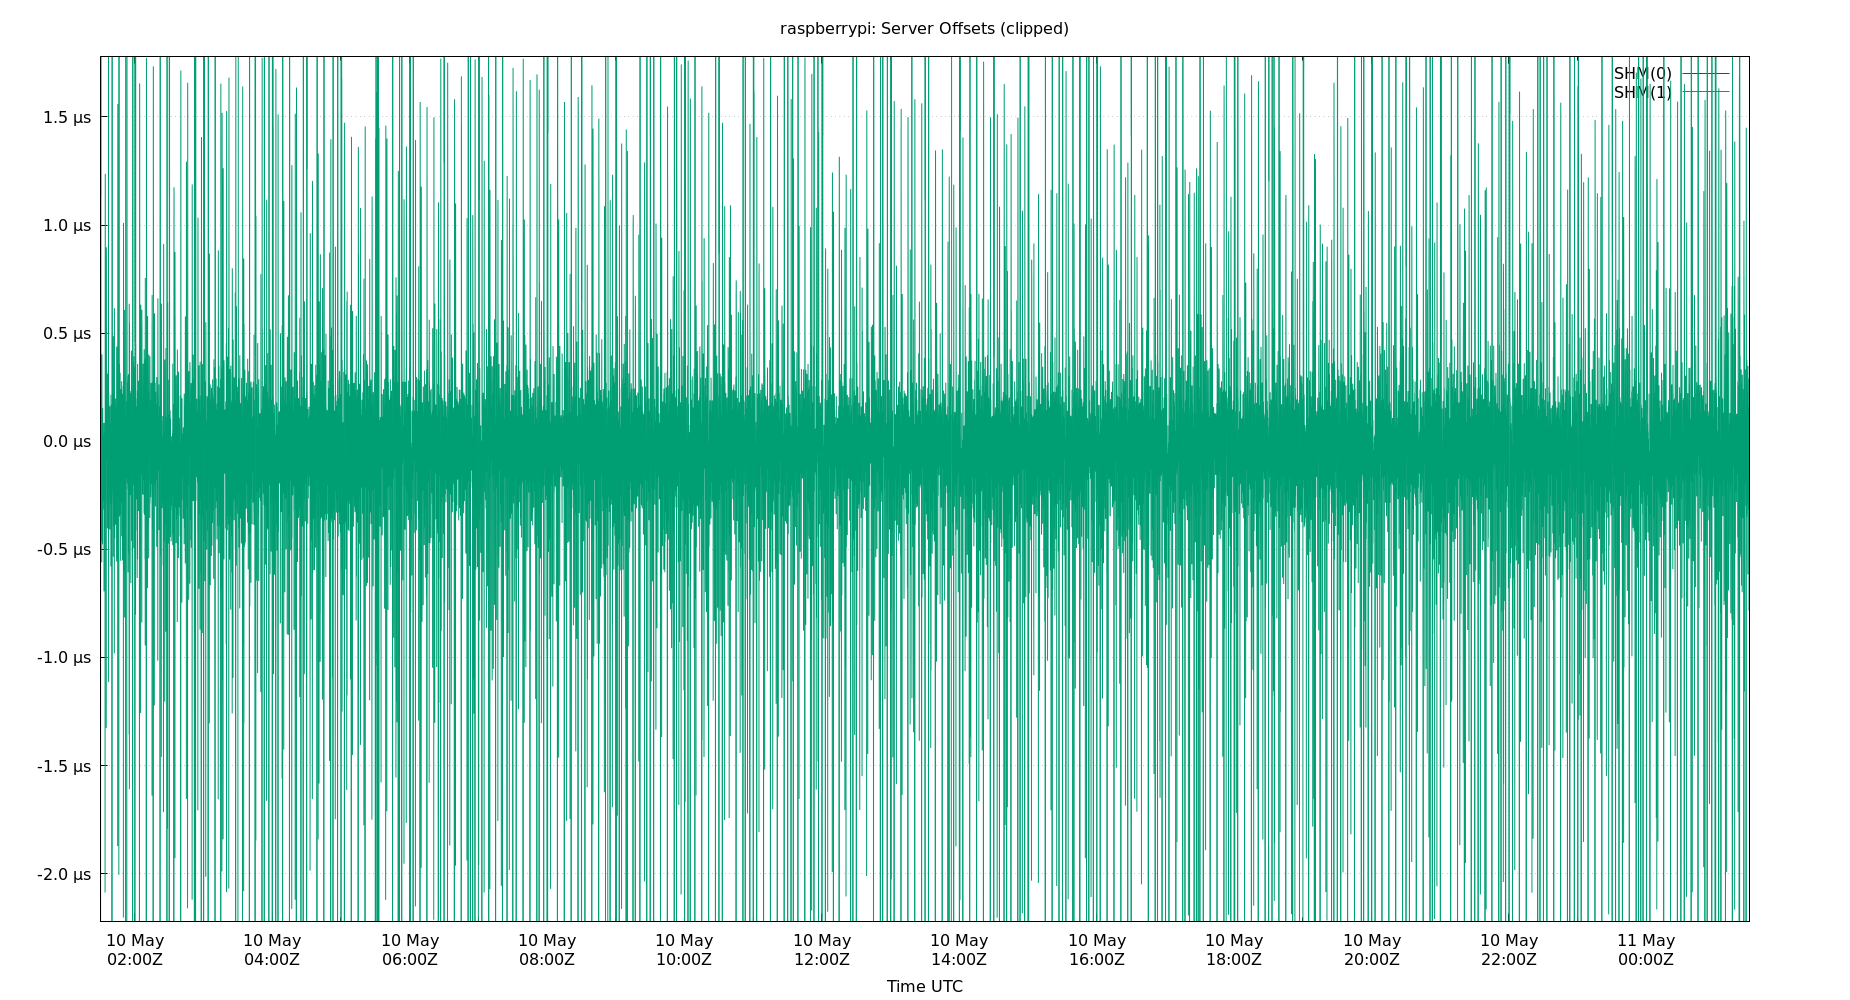 raspberrypi: Server Offsets (clipped)
SHM(0)
SHM(1)
1.5 µs
1.0 µs
0.5 µs
0.0 µs
-0.5 µs
-1.0 µs
-1.5 µs
-2.0 µs
10 May 10 May 10 May 10 May 10 May 10 May 10 May 10 May 10 May 10 May 10 May 11 May
02:00Z 04:00Z 06:00Z 08:00Z 10:00Z 12:00Z 14:00Z 16:00Z 18:00Z 20:00Z 22:00Z 00:00Z
Time UTC